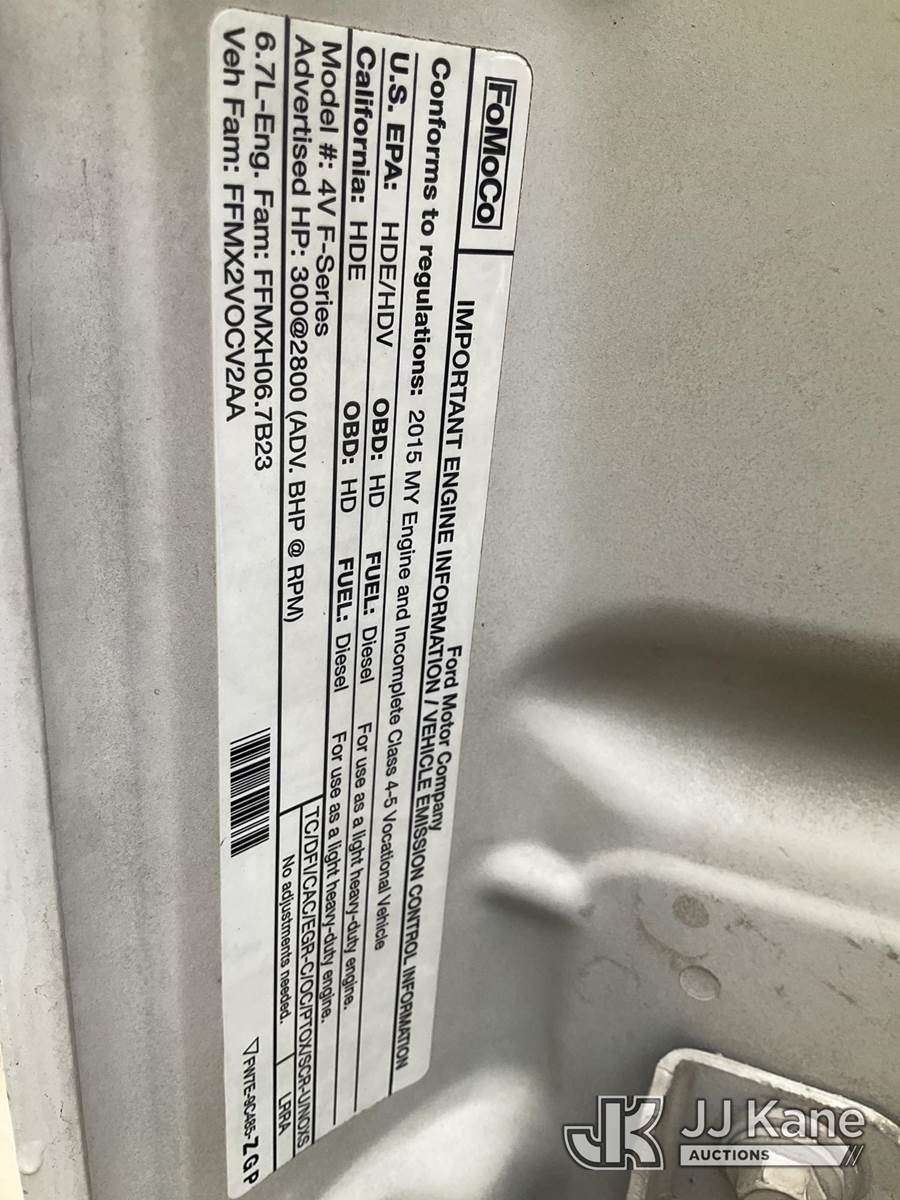 FoMoCo
Ford Motor Company
IMPORTANT ENGINE INFORMATION / VEHICLE EMISSION CONTROL INFORMATION
Conforms to regulations: 2015 MY Engine and Incomplete Class 4-5 Vocational Vehicle
U.S. EPA: HDE/HDV OBD: HD FUEL: Diesel For use as a light heavy-duty engine.
California: HDE OBD: HD FUEL: Diesel For use as a light heavy-duty engine.
Model #: 4V F-Series
Advertised HP: 300@2800 (ADV. BHP @ RPM)
TC/DFI/CAC/EGR-C/OC/PTOX/SCR-U/NOXS
6.7L-Eng. Fam: FFMXH06.7B23
No adjustments needed. LRRA
Veh Fam: FFMX2VOCV2AA
FW7E-9C485-ZGP
JK JJ Kane
AUCTIONS